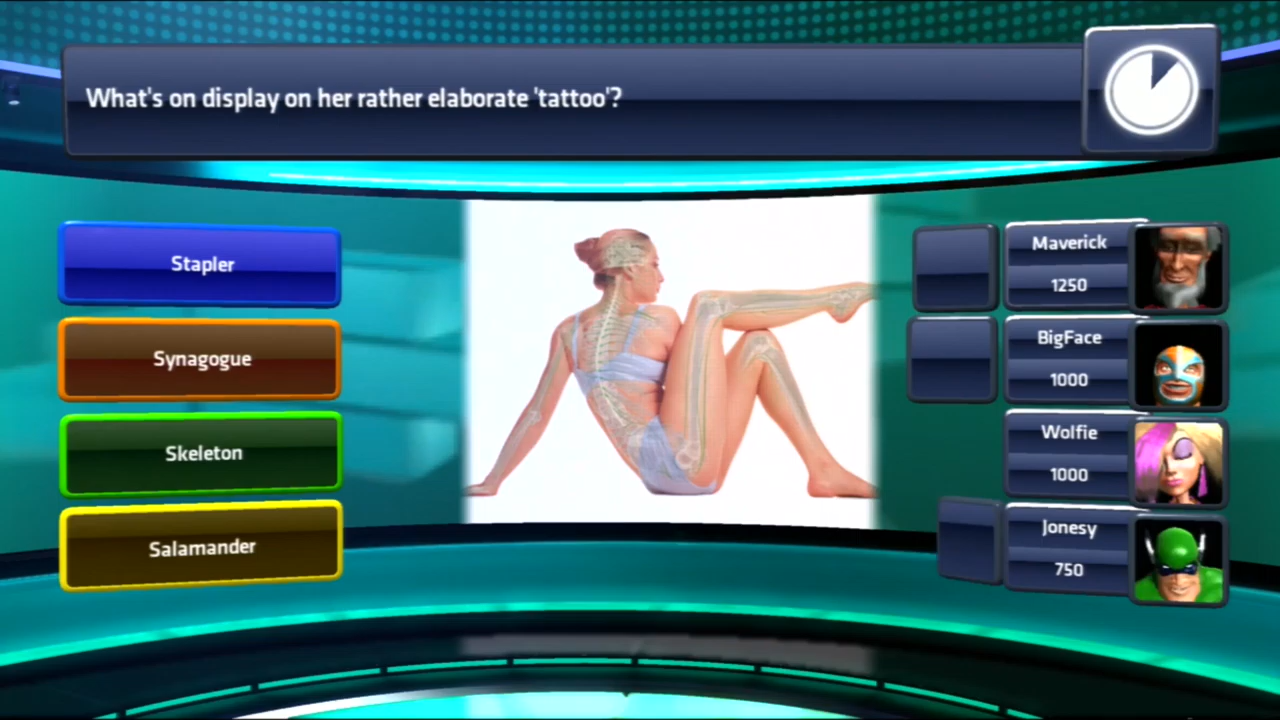 What's on display on her rather elaborate 'tattoo'?
Stapler
Synagogue
Skeleton
Salamander
Maverick
1250
BigFace
1000
Wolfie
1000
Jonesy
750